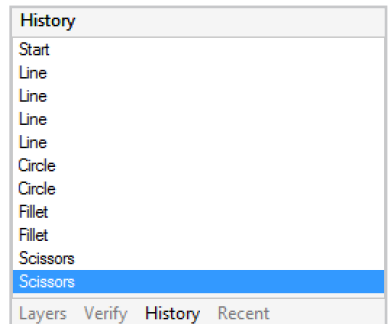 History
Start
Line
Line
Line
Line
Circle
Circle
Fillet
Fillet
Scissors
Scissors
Layers Verify History Recent